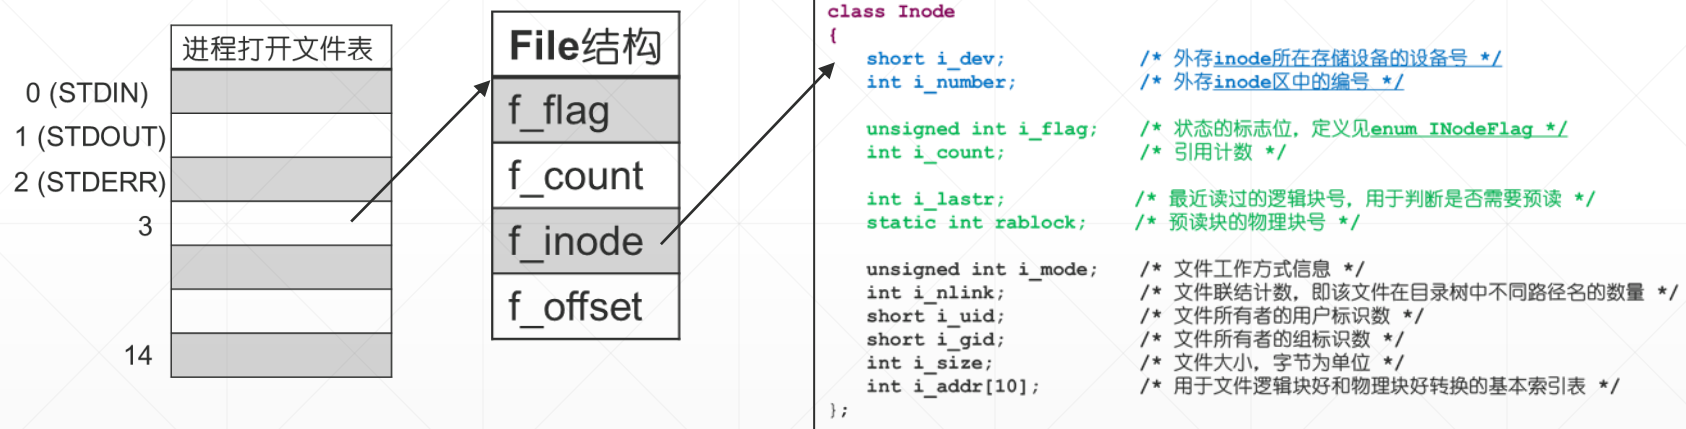 进程打开文件表
0 (STDIN)
1 (STDOUT)
2 (STDERR)
3
14
File结构
f_flag
f_count
f_inode
f_offset
class Inode
{
short i_dev; /* 外存inode所在存储设备的设备号 */
int i_number; /* 外存inode区中的编号 */
unsigned int i_flag; /* 状态的标志位，定义见enum INodeFlag */
int i_count; /* 引用计数 */
int i_lastr; /* 最近读过的逻辑块号，用于判断是否需要预读 */
static int rablock; /* 预读块的物理块号 */
unsigned int i_mode; /* 文件工作方式信息 */
int i_nlink; /* 文件联结计数，即该文件在目录树中不同路径名的数量 */
short i_uid; /* 文件所有者的用户标识数 */
short i_gid; /* 文件所有者的组标识数 */
int i_size; /* 文件大小，字节为单位 */
int i_addr[10]; /* 用于文件逻辑块好和物理块好转换的基本索引表 */
};